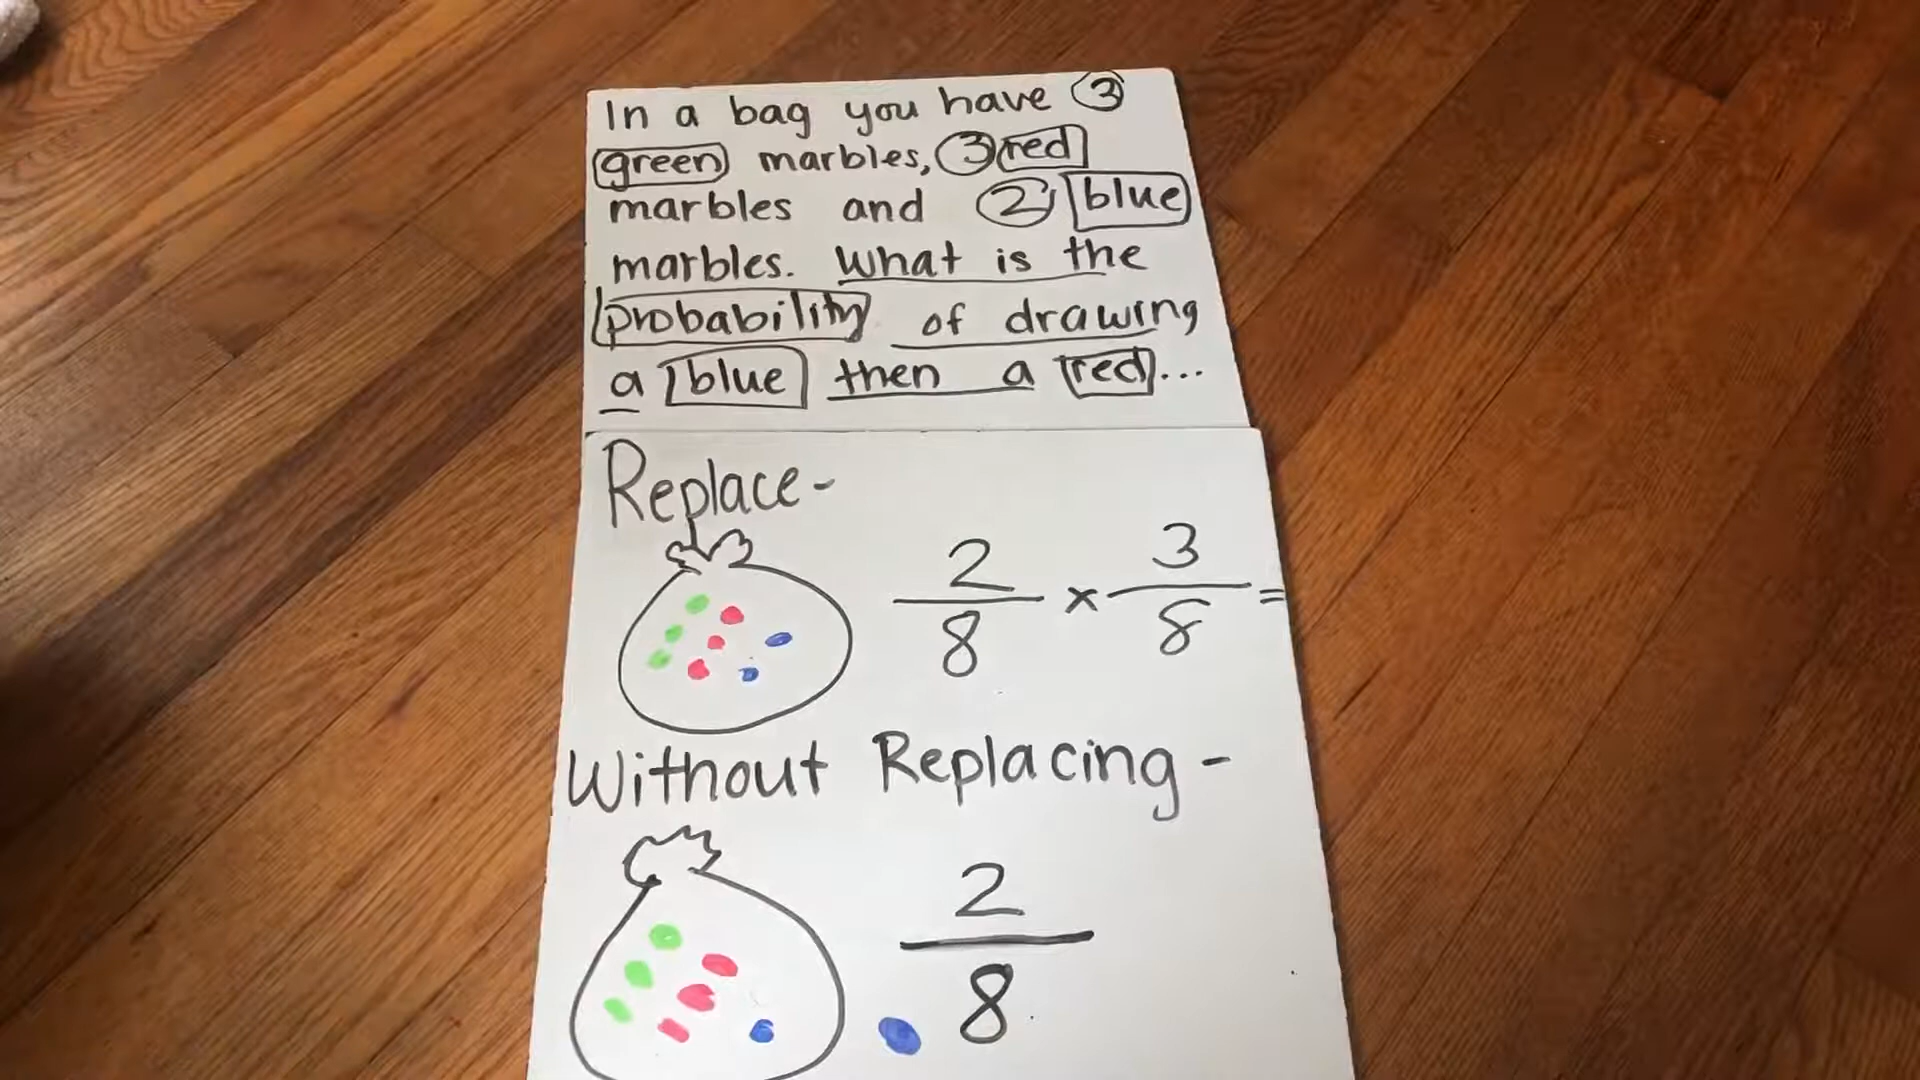 In a bag you have 3
green marbles, 3 red
marbles and 2 blue
marbles. What is the
probability of drawing
a blue then a red...
Replace-
2/8 x 3/8 =
Without Replacing-
2/8